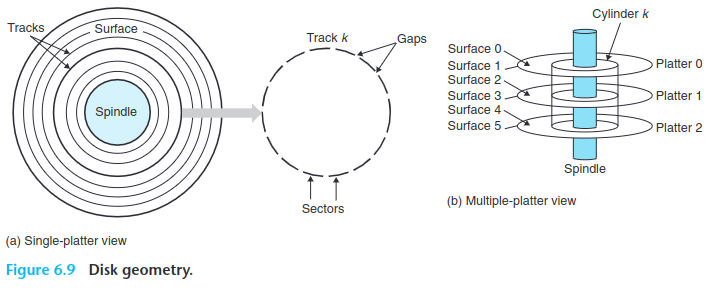 Tracks
Surface
Spindle
Track k
Gaps
Sectors
(a) Single-platter view
Cylinder k
Surface 0
Surface 1
Surface 2
Surface 3
Surface 4
Surface 5
Platter 0
Platter 1
Platter 2
Spindle
(b) Multiple-platter view
Figure 6.9 Disk geometry.